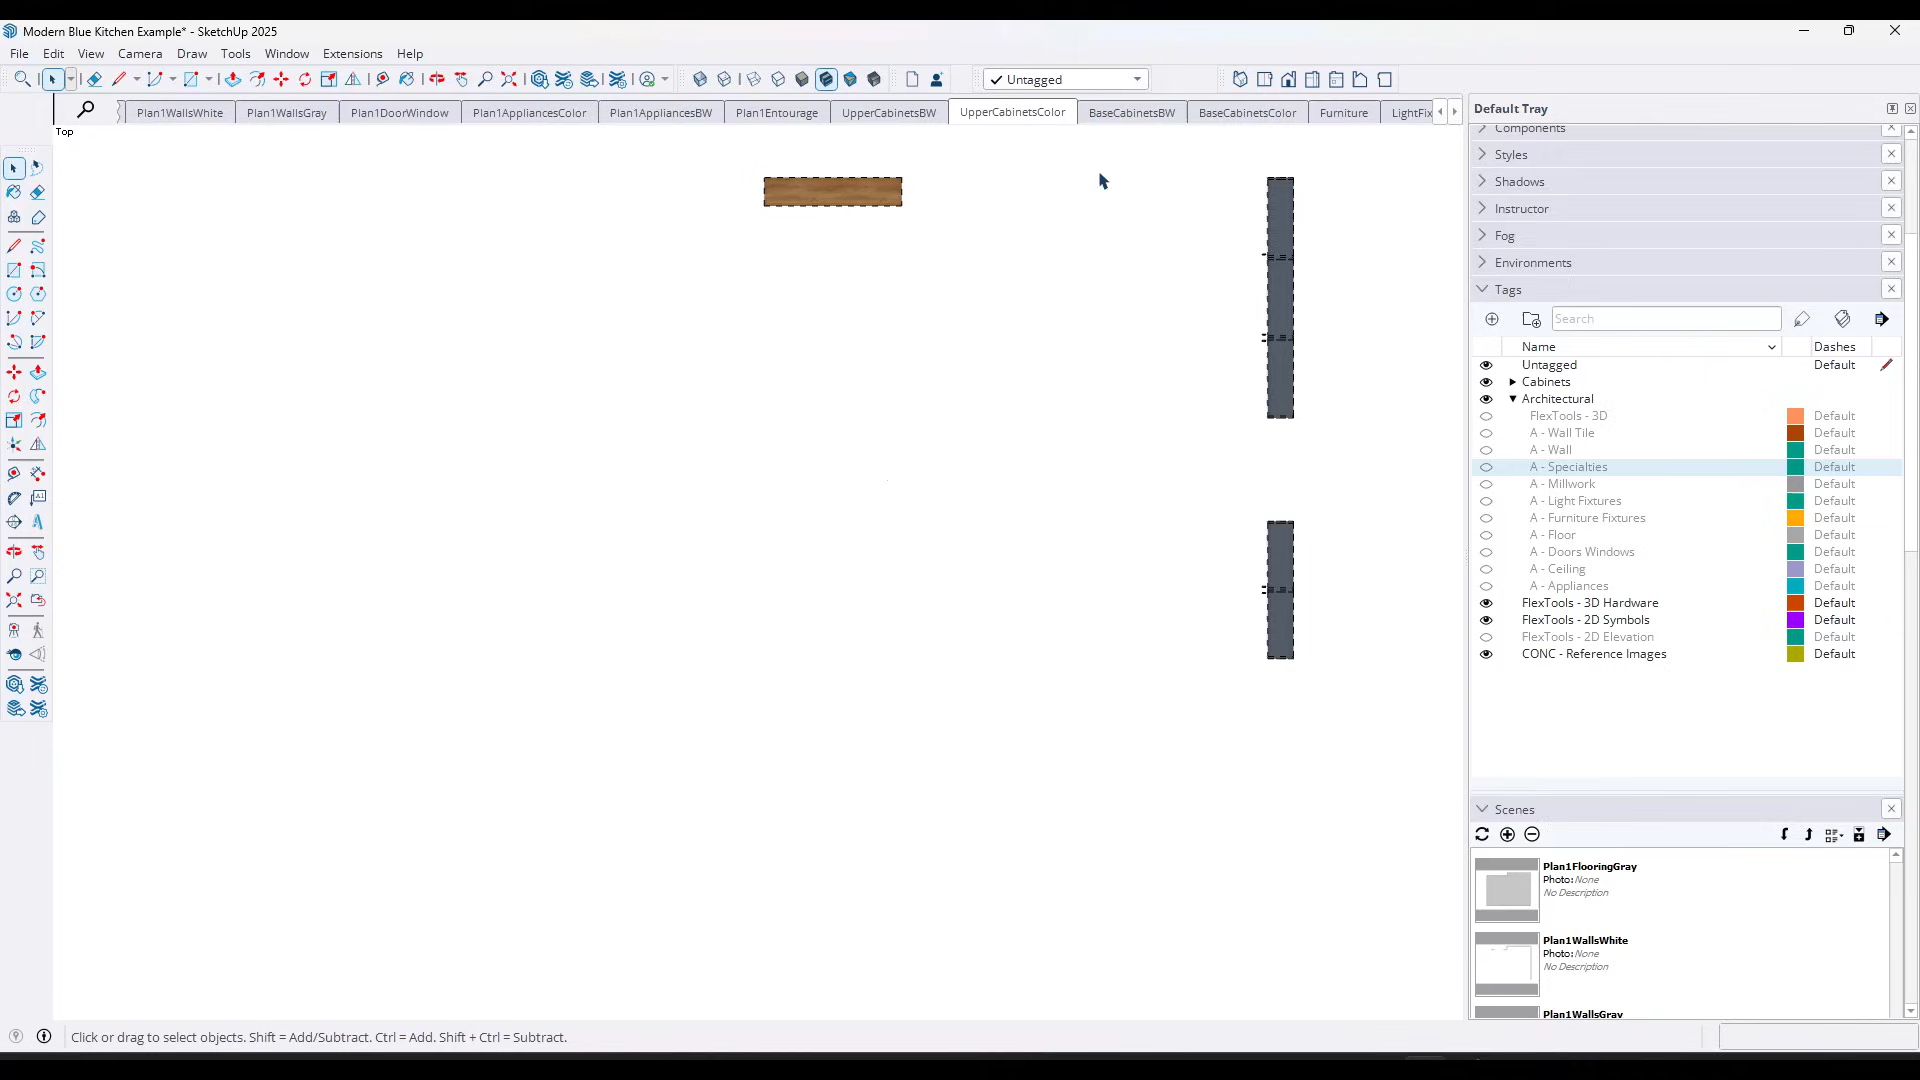 Modern Blue Kitchen Example* - SketchUp 2025
File Edit View Camera Draw Tools Window Extensions Help
Untagged
Plan1WallsWhite Plan1WallsGray Plan1DoorWindow Plan1AppliancesColor Plan1AppliancesBW Plan1Entourage UpperCabinetsBW UpperCabinetsColor BaseCabinetsBW BaseCabinetsColor Furniture LightFix
Top
Default Tray
Components
Styles
Shadows
Instructor
Fog
Environments
Tags
Search
Name Dashes
Untagged Default
Cabinets
Architectural
FlexTools - 3D Default
A - Wall Tile Default
A - Wall Default
A - Specialties Default
A - Millwork Default
A - Light Fixtures Default
A - Furniture Fixtures Default
A - Floor Default
A - Doors Windows Default
A - Ceiling Default
A - Appliances Default
FlexTools - 3D Hardware Default
FlexTools - 2D Symbols Default
FlexTools - 2D Elevation Default
CONC - Reference Images Default
Scenes
Plan1FlooringGray
Photo: None
No Description
Plan1WallsWhite
Photo: None
No Description
Plan1WallsGray
Click or drag to select objects. Shift = Add/Subtract. Ctrl = Add. Shift + Ctrl = Subtract.